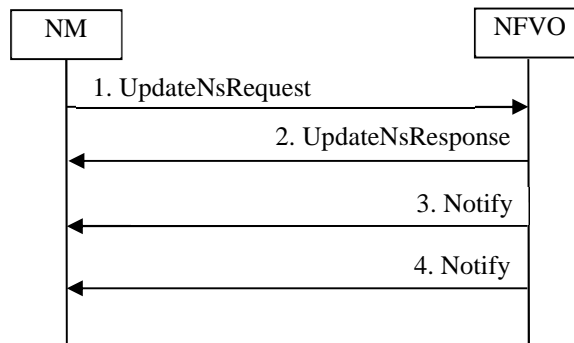 NM
NFVO
1. UpdateNsRequest
2. UpdateNsResponse
3. Notify
4. Notify